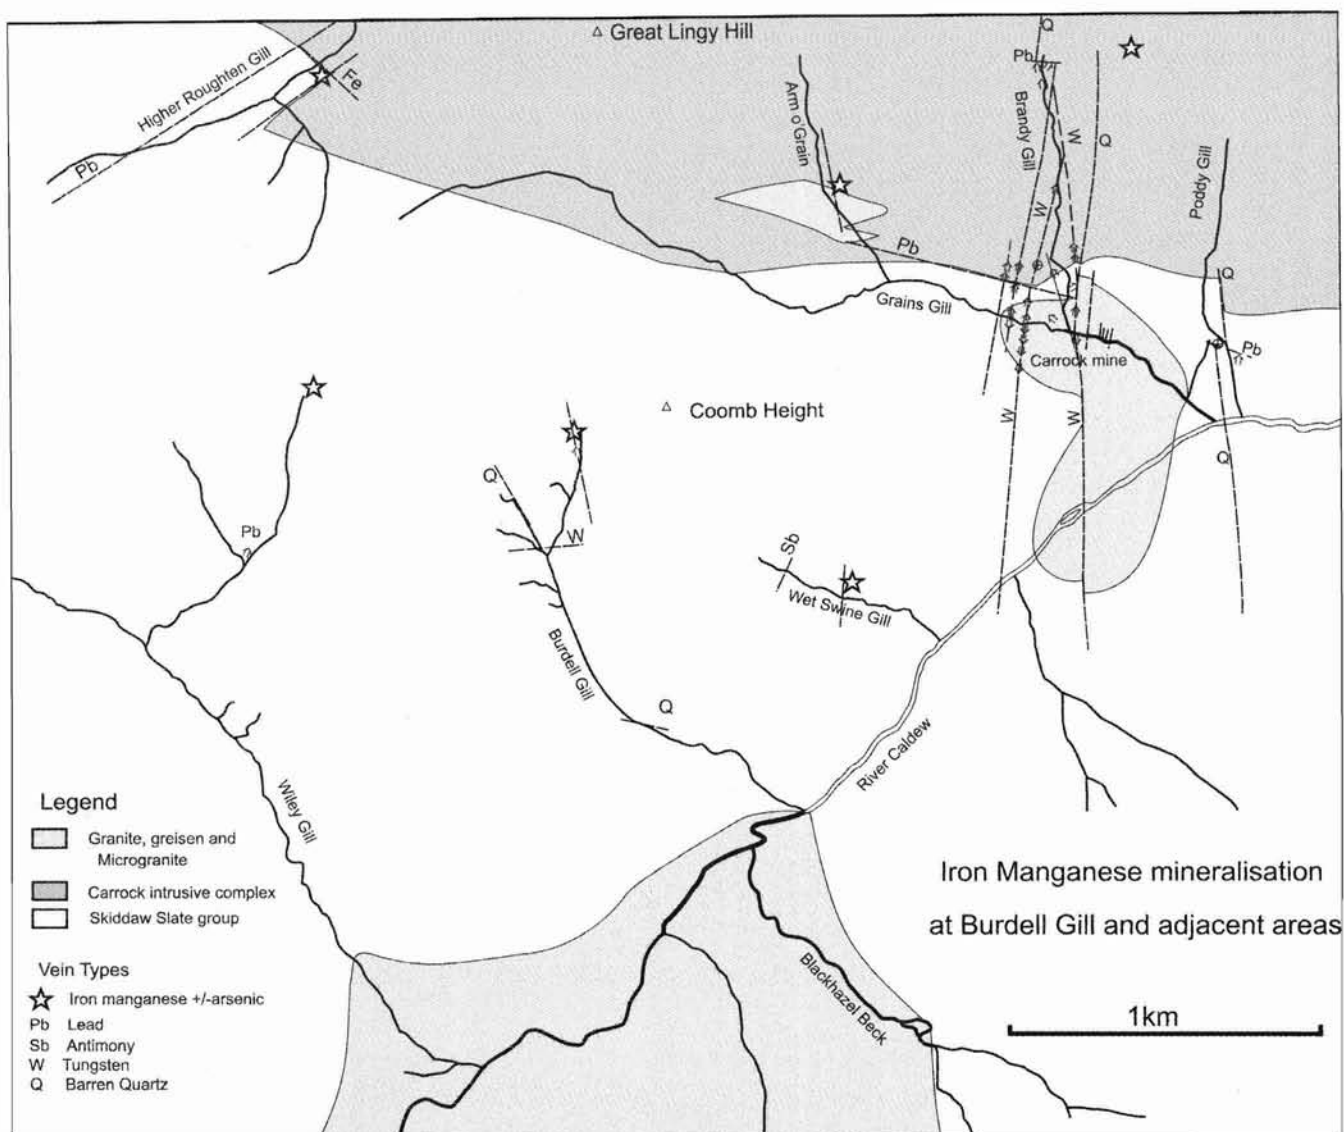 Great Lingy Hill
Q
Pb
Fe
Higher Roughten Gill
Pb
Arm o'Grain
Brandy Gill
W
Q
Poddy Gill
W
Pb
Q
Grains Gill
Pb
Carrock mine
Coomb Height
W
W
Q
Q
W
Pb
Sb
Wet Swine Gill
Burdell Gill
Q
River Caldew
Wiley Gill
Blackhazel Beck
Legend
Granite, greisen and
Microgranite
Carrock intrusive complex
Skiddaw Slate group
Vein Types
Iron manganese +/-arsenic
Pb Lead
Sb Antimony
W Tungsten
Q Barren Quartz
Iron Manganese mineralisation
at Burdell Gill and adjacent areas
1km